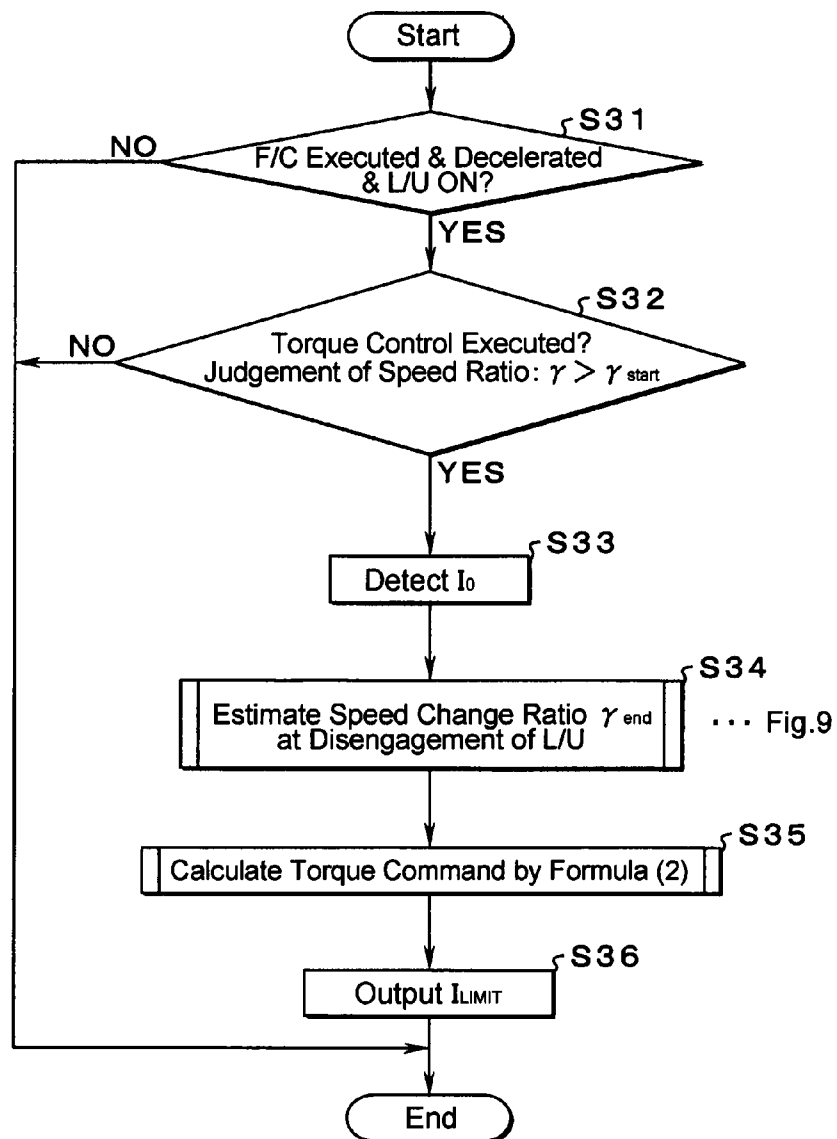 Start
S31
NO
F/C Executed & Decelerated
& L/U ON?
YES
S32
NO
Torque Control Executed?
Judgement of Speed Ratio: γ > γ start
YES
S33
Detect I0
S34
Estimate Speed Change Ratio γ end
at Disengagement of L/U
··· Fig.9
S35
Calculate Torque Command by Formula (2)
S36
Output ILIMIT
End